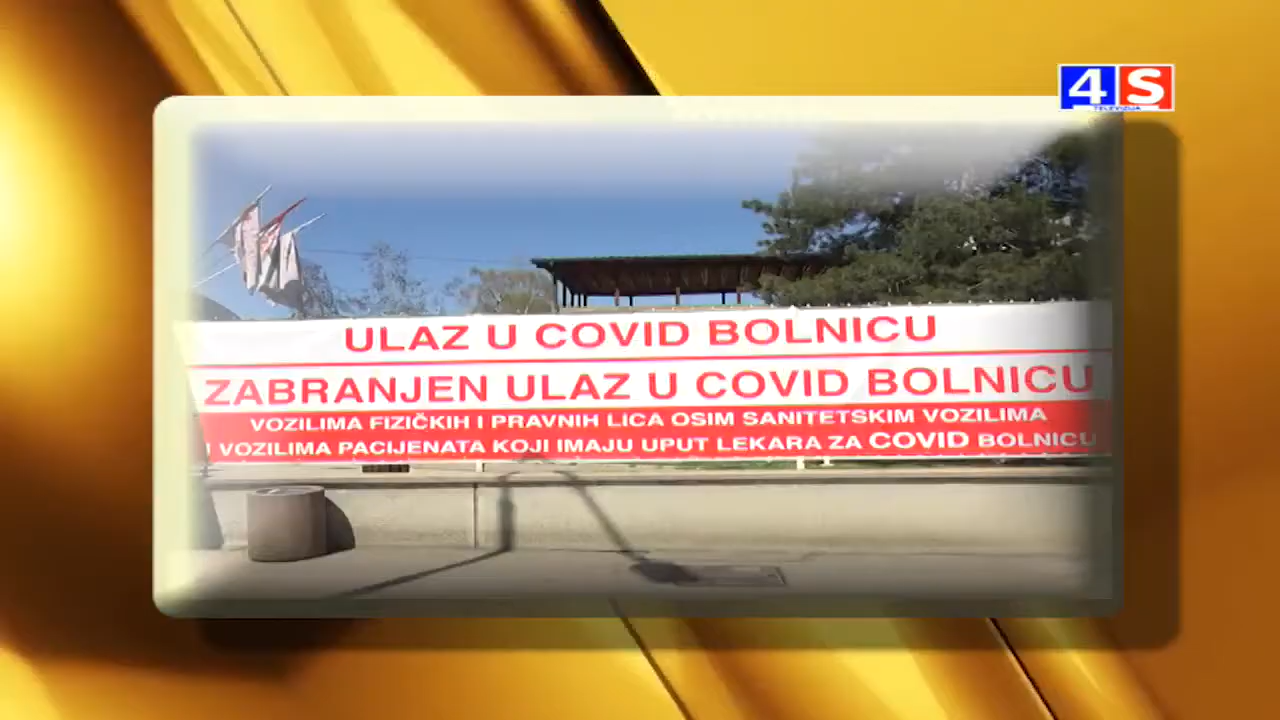 4S
TELEVIZIJA
ULAZ U COVID BOLNICU
ZABRANJEN ULAZ U COVID BOLNICU
VOZILIMA FIZIČKIH I PRAVNIH LICA OSIM SANITETSKIM VOZILIMA
I VOZILIMA PACIJENATA KOJI IMAJU UPUT LEKARA ZA COVID BOLNICU